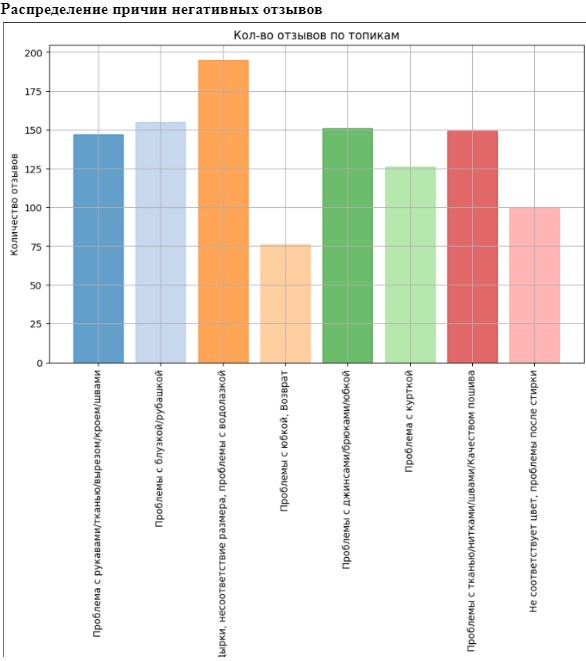 Распределение причин негативных отзывов
Кол-во отзывов по топикам
Количество отзывов
200
175
150
125
100
75
50
25
0
Проблема с рукавами/тканью/вырезом/кроем/швами
Проблемы с блузкой/рубашкой
Дырки, несоответствие размера, проблемы с водолазкой
Проблемы с юбкой, Возврат
Проблемы с джинсами/брюками/юбкой
Проблема с курткой
Проблемы с тканью/нитками/швами/Качеством пошива
Не соответствует цвет, проблемы после стирки